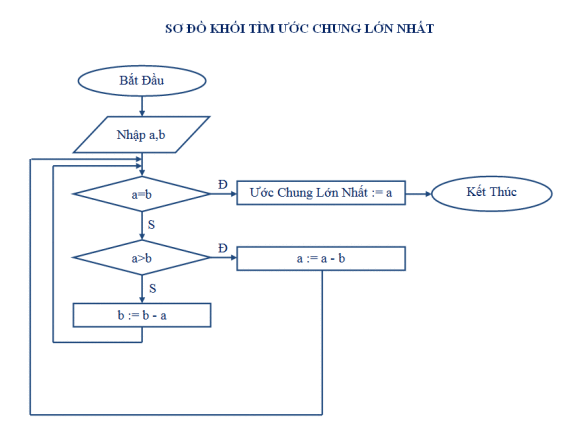 SƠ ĐỒ KHỐI TÌM ƯỚC CHUNG LỚN NHẤT
Bắt Đầu
Nhập a,b
a=b
Đ
Ước Chung Lớn Nhất := a
Kết Thúc
S
a>b
Đ
a := a - b
S
b := b - a